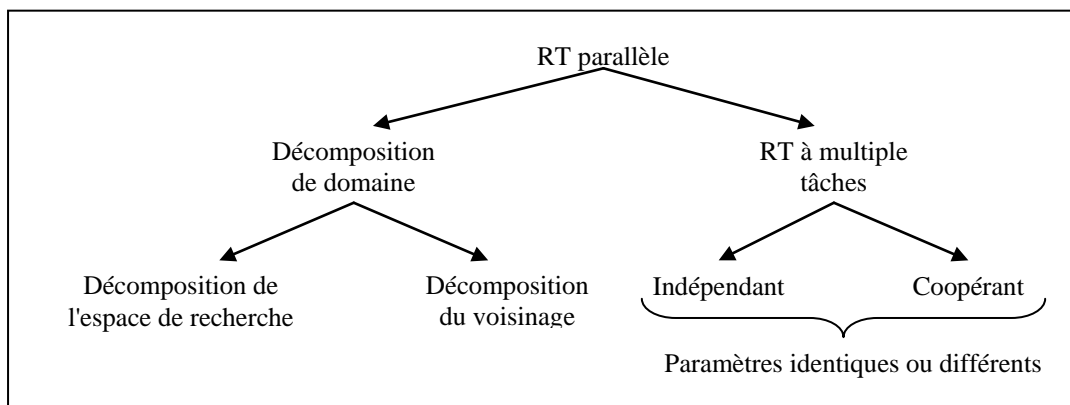 RT parallèle
Décomposition
de domaine
RT à multiple
tâches
Décomposition de
l'espace de recherche
Décomposition
du voisinage
Indépendant
Coopérant
Paramètres identiques ou différents